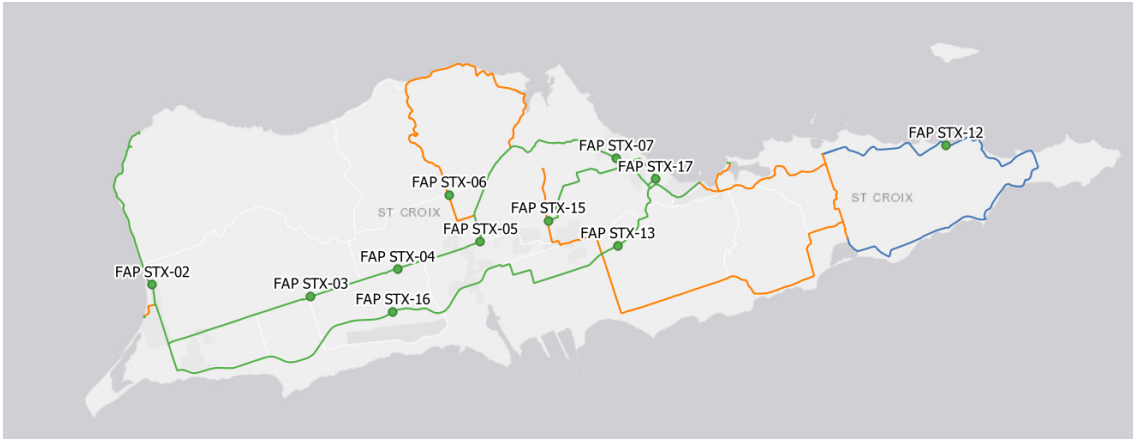 FAP STX-12
FAP STX-07
FAP STX-17
FAP STX-06
ST CROIX
ST CROIX
FAP STX-15
FAP STX-05
FAP STX-13
FAP STX-04
FAP STX-02
FAP STX-03
FAP STX-16